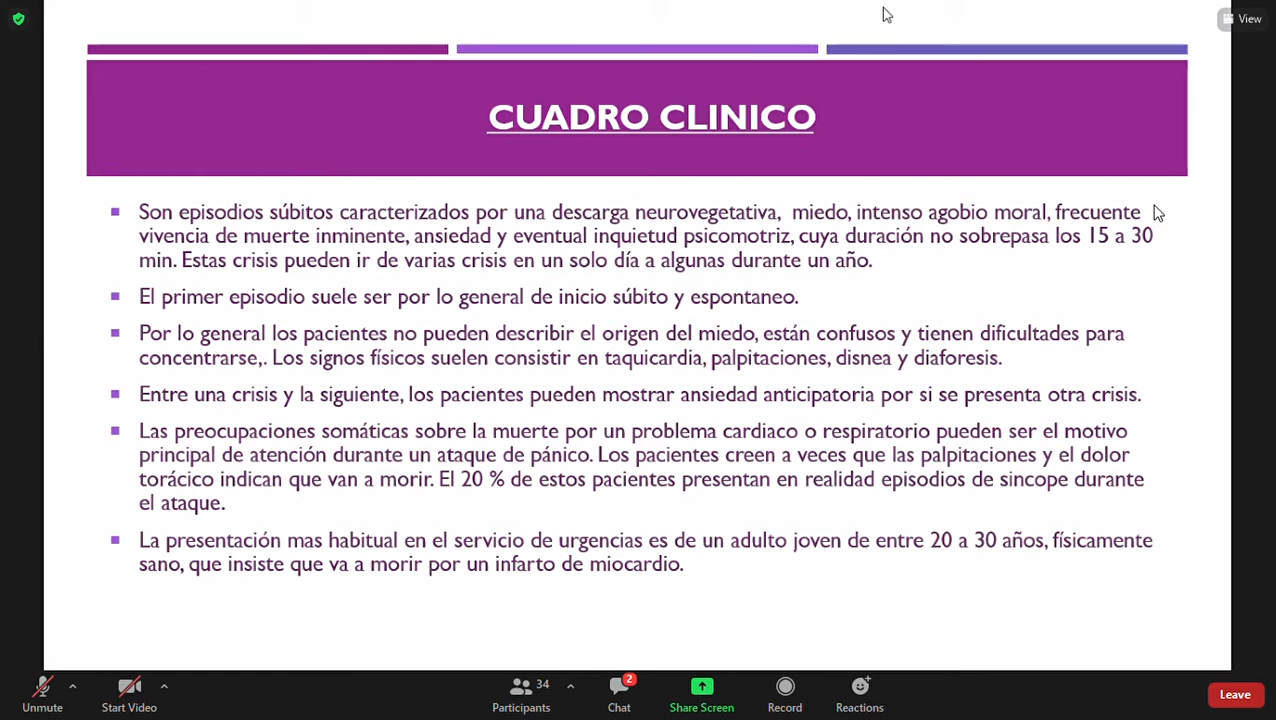 View
CUADRO CLINICO
Son episodios súbitos caracterizados por una descarga neurovegetativa, miedo, intenso agobio moral, frecuente
vivencia de muerte inminente, ansiedad y eventual inquietud psicomotriz, cuya duración no sobrepasa los 15 a 30
min. Estas crisis pueden ir de varias crisis en un solo día a algunas durante un año.
El primer episodio suele ser por lo general de inicio súbito y espontaneo.
Por lo general los pacientes no pueden describir el origen del miedo, están confusos y tienen dificultades para
concentrarse,. Los signos físicos suelen consistir en taquicardia, palpitaciones, disnea y diaforesis.
Entre una crisis y la siguiente, los pacientes pueden mostrar ansiedad anticipatoria por si se presenta otra crisis.
Las preocupaciones somáticas sobre la muerte por un problema cardiaco o respiratorio pueden ser el motivo
principal de atención durante un ataque de pánico. Los pacientes creen a veces que las palpitaciones y el dolor
torácico indican que van a morir. El 20 % de estos pacientes presentan en realidad episodios de sincope durante
el ataque.
La presentación mas habitual en el servicio de urgencias es de un adulto joven de entre 20 a 30 años, físicamente
sano, que insiste que va a morir por un infarto de miocardio.
34
2
Unmute
Start Video
Participants
Chat
Share Screen
Record
Reactions
Leave